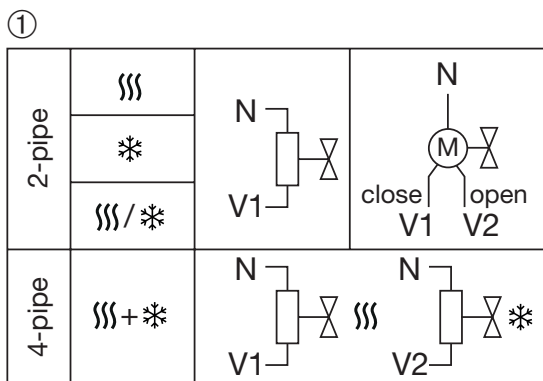 ①
2-pipe
N
V1
N
M
close open
V1 V2
/
4-pipe
+
N
V1
N
V2